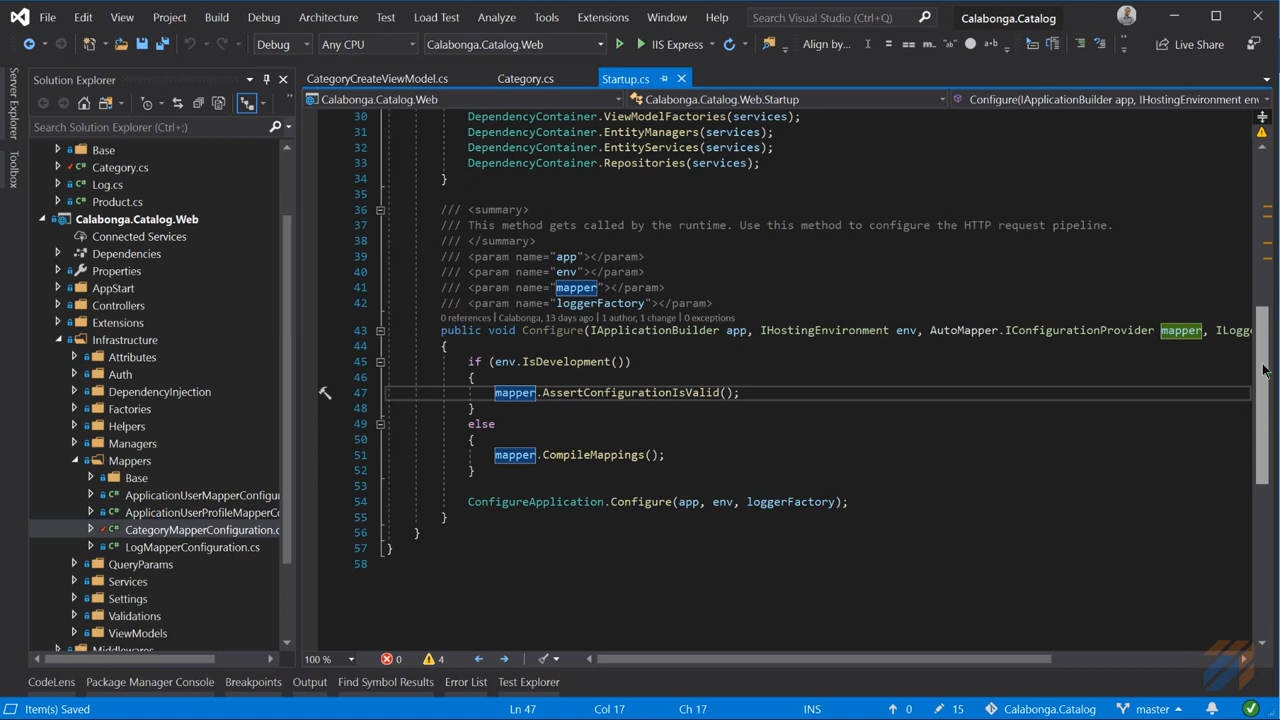 File Edit View Project Build Debug Architecture Test Load Test Analyze Tools Extensions Window Help Search Visual Studio (Ctrl+Q) Calabonga.Catalog
Debug Any CPU Calabonga.Catalog.Web IIS Express Align by... Live Share
Server Explorer
Toolbox
Solution Explorer
Search Solution Explorer (Ctrl+;)
Base
C# Category.cs
C# Log.cs
C# Product.cs
Calabonga.Catalog.Web
Connected Services
Dependencies
Properties
AppStart
Controllers
Extensions
Infrastructure
Attributes
Auth
DependencyInjection
Factories
Helpers
Managers
Mappers
Base
C# ApplicationUserMapperConfigu
C# ApplicationUserProfileMapperC
C# CategoryMapperConfiguration.c
C# LogMapperConfiguration.cs
QueryParams
Services
Settings
Validations
ViewModels
Middlewares
CategoryCreateViewModel.cs Category.cs Startup.cs
Calabonga.Catalog.Web Calabonga.Catalog.Web.Startup Configure(IApplicationBuilder app, IHostingEnvironment env
30 DependencyContainer.ViewModelFactories(services);
31 DependencyContainer.EntityManagers(services);
32 DependencyContainer.EntityServices(services);
33 DependencyContainer.Repositories(services);
34 }
35
36 /// <summary>
37 /// This method gets called by the runtime. Use this method to configure the HTTP request pipeline.
38 /// </summary>
39 /// <param name="app"></param>
40 /// <param name="env"></param>
41 /// <param name="mapper"></param>
42 /// <param name="loggerFactory"></param>
0 references | Calabonga, 13 days ago | 1 author, 1 change | 0 exceptions
43 public void Configure(IApplicationBuilder app, IHostingEnvironment env, AutoMapper.IConfigurationProvider mapper, ILogge
44 {
45 if (env.IsDevelopment())
46 {
47 mapper.AssertConfigurationIsValid();
48 }
49 else
50 {
51 mapper.CompileMappings();
52 }
53
54 ConfigureApplication.Configure(app, env, loggerFactory);
55 }
56 }
57 }
58
100 % 0 4
CodeLens Package Manager Console Breakpoints Output Find Symbol Results Error List Test Explorer
Item(s) Saved Ln 47 Col 17 Ch 17 INS 0 15 Calabonga.Catalog master